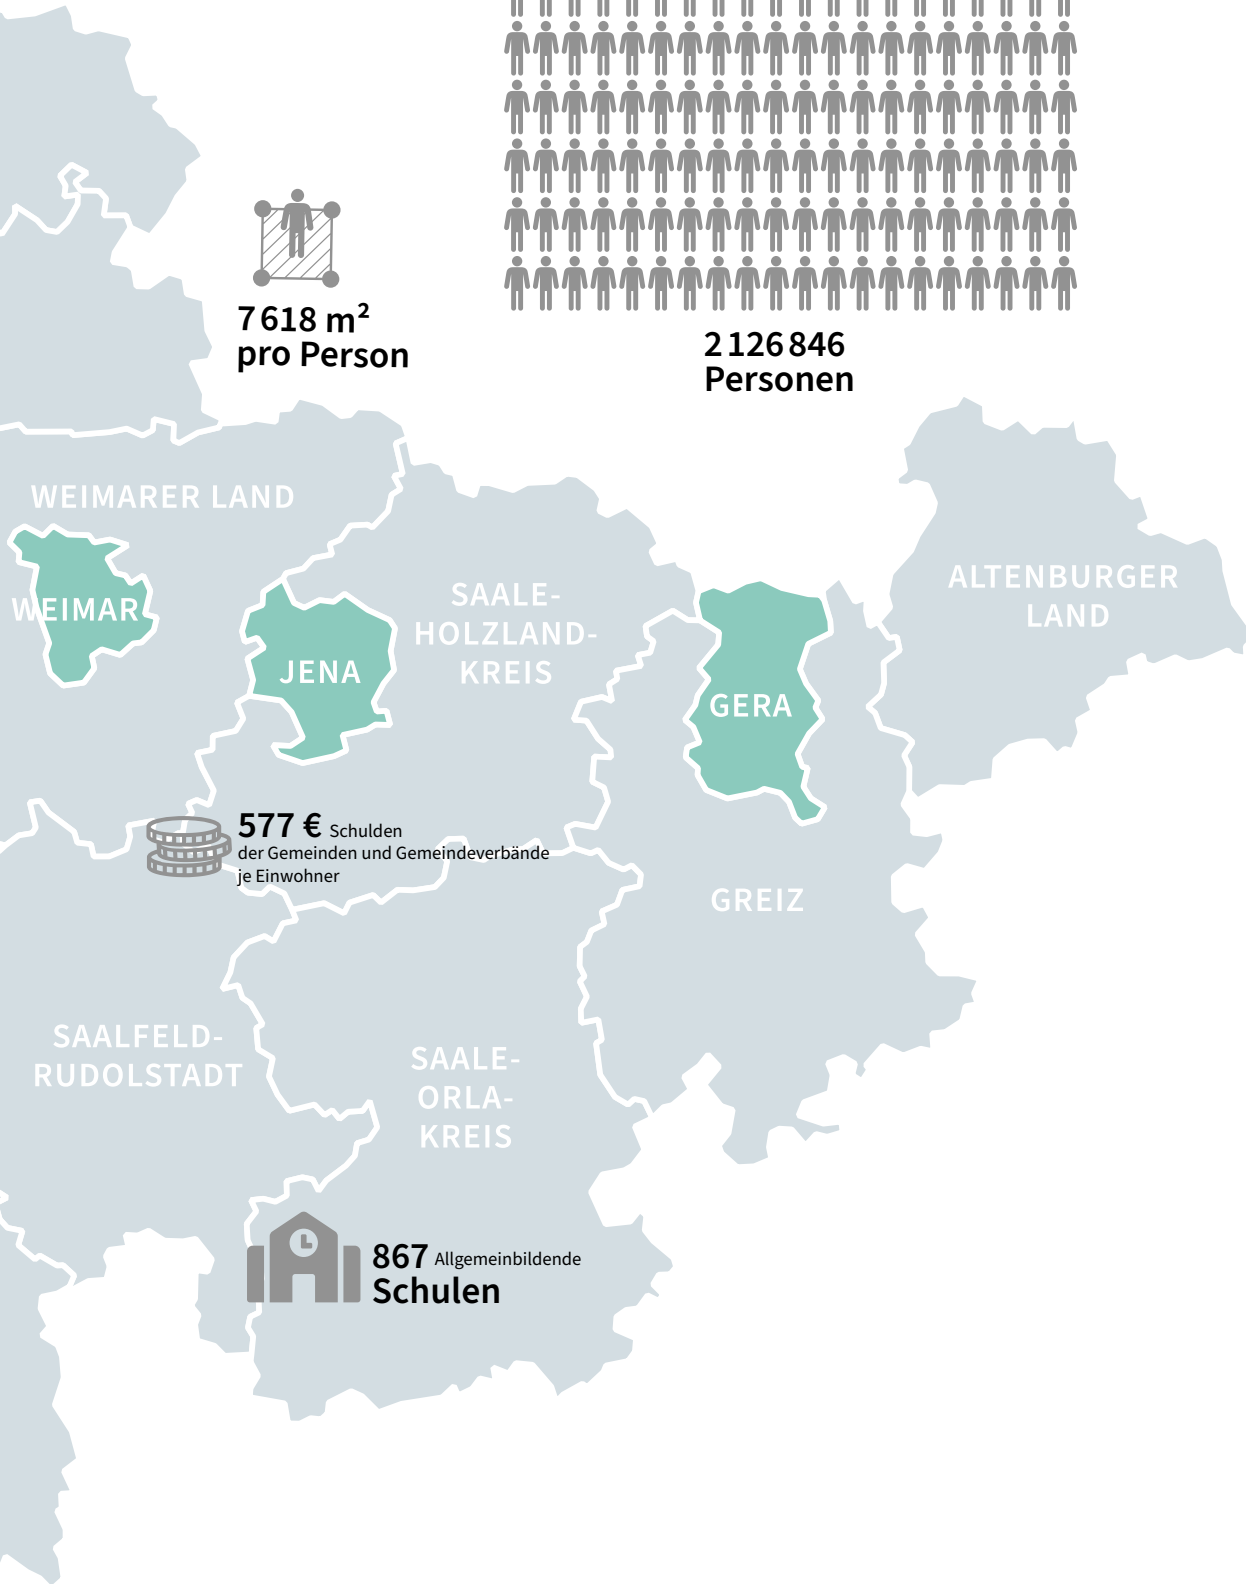 7 618 m²
pro Person
2 126 846
Personen
WEIMARER LAND
WEIMAR
JENA
SAALE-
HOLZLAND-
KREIS
GERA
ALTENBURGER
LAND
577 € Schulden
der Gemeinden und Gemeindeverbände
je Einwohner
GREIZ
SAALFELD-
RUDOLSTADT
SAALE-
ORLA-
KREIS
867 Allgemeinbildende
Schulen